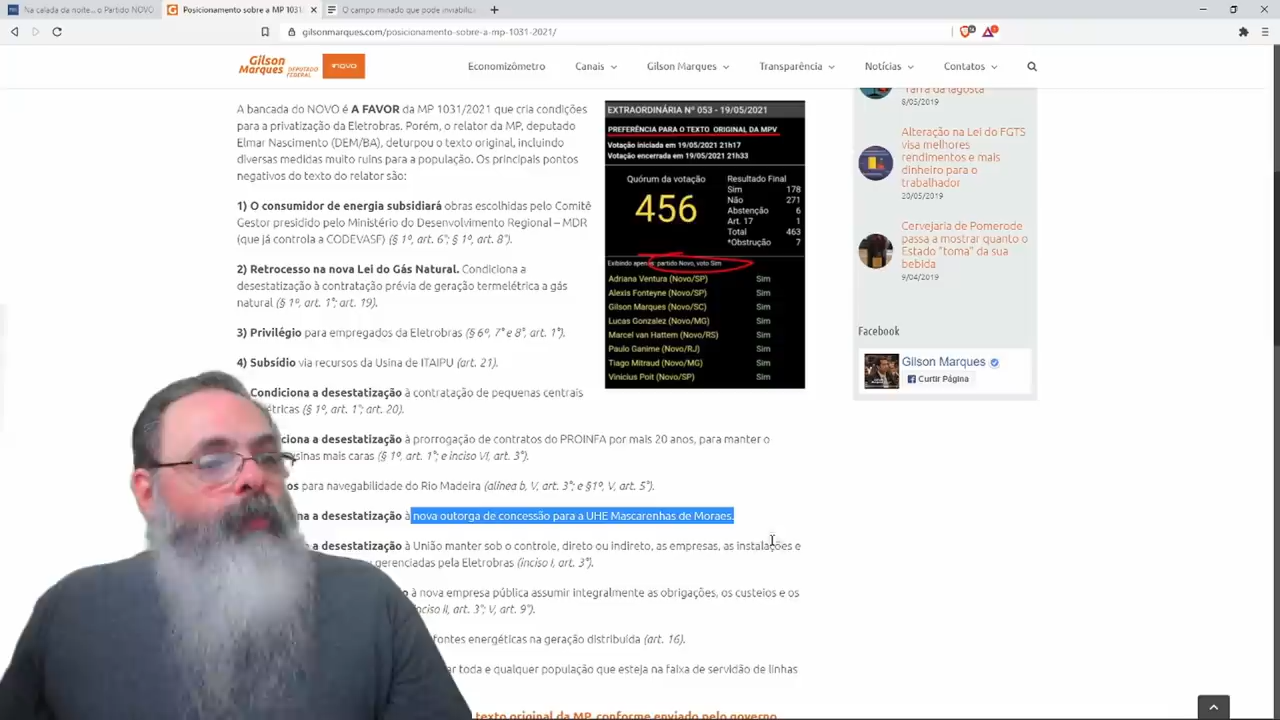 Na calada da noite... o Partido NOVO
Posicionamento sobre a MP 1031
O campo minado que pode inviabiliz
gilsonmarques.com/posicionamento-sobre-a-mp-1031-2021/
Gilson Marques DEPUTADO FEDERAL NOVO
Economizômetro Canais Gilson Marques Transparência Notícias Contatos
A bancada do NOVO é A FAVOR da MP 1031/2021 que cria condições
para a privatização da Eletrobras. Porém, o relator da MP, deputado
Elmar Nascimento (DEM/BA), deturpou o texto original, incluindo
diversas medidas muito ruins para a população. Os principais pontos
negativos do texto do relator são:
1) O consumidor de energia subsidiará obras escolhidas pelo Comitê
Gestor presidido pelo Ministério do Desenvolvimento Regional – MDR
(que já controla a CODEVASF) (§ 1º, art. 6º; § 1º, art. 8º).
2) Retrocesso na nova Lei do Gás Natural. Condiciona a
desestatização à contratação prévia de geração termelétrica a gás
natural (§ 1º, art. 1º; art. 19).
3) Privilégio para empregados da Eletobras (§ 6º, 7º e 8º, art. 1º).
4) Subsídio via recursos da Usina de ITAIPU (art. 21).
Condiciona a desestatização à contratação de pequenas centrais
étricas (§ 1º, art. 1º; art. 20).
ciona a desestatização à prorrogação de contratos do PROINFA por mais 20 anos, para manter o
usinas mais caras (§ 1º, art. 1º; e inciso VI, art. 3º).
os para navegabilidade do Rio Madeira (alínea b, V, art. 3º; e §1º, V, art. 5º).
na a desestatização à nova outorga de concessão para a UHE Mascarenhas de Moraes.
a desestatização à União manter sob o controle, direto ou indireto, as empresas, as instalações e
gerenciadas pela Eletrobras (inciso I, art. 3º).
à nova empresa pública assumir integralmente as obrigações, os custeios e os
inciso II, art. 3º; V, art. 9º).
fontes energéticas na geração distribuída (art. 16).
ar toda e qualquer população que esteja na faixa de servidão de linhas
texto original da MP, conforme enviado pelo governo
EXTRAORDINÁRIA Nº 053 - 19/05/2021
PREFERÊNCIA PARA O TEXTO ORIGINAL DA MPV
Votação iniciada em 19/05/2021 21h17
Votação encerrada em 19/05/2021 21h33
Quórum da votação
456
Resultado Final
Sim 178
Não 271
Abstenção 6
Art. 17 1
Total 463
*Obstrução 7
Exibindo apenas: partido Novo, voto Sim
Adriana Ventura (Novo/SP) Sim
Alexis Fonteyne (Novo/SP) Sim
Gilson Marques (Novo/SC) Sim
Lucas Gonzalez (Novo/MG) Sim
Marcel van Hattem (Novo/RS) Sim
Paulo Ganime (Novo/RJ) Sim
Tiago Mitraud (Novo/MG) Sim
Vinicius Poit (Novo/SP) Sim
"farra da lagosta"
8/05/2019
Alteração na Lei do FGTS
visa melhores
rendimentos e mais
dinheiro para o
trabalhador
20/05/2019
Cervejaria de Pomerode
passa a mostrar quanto o
Estado "toma" da sua
bebida
9/04/2019
Facebook
Gilson Marques
Curtir Página